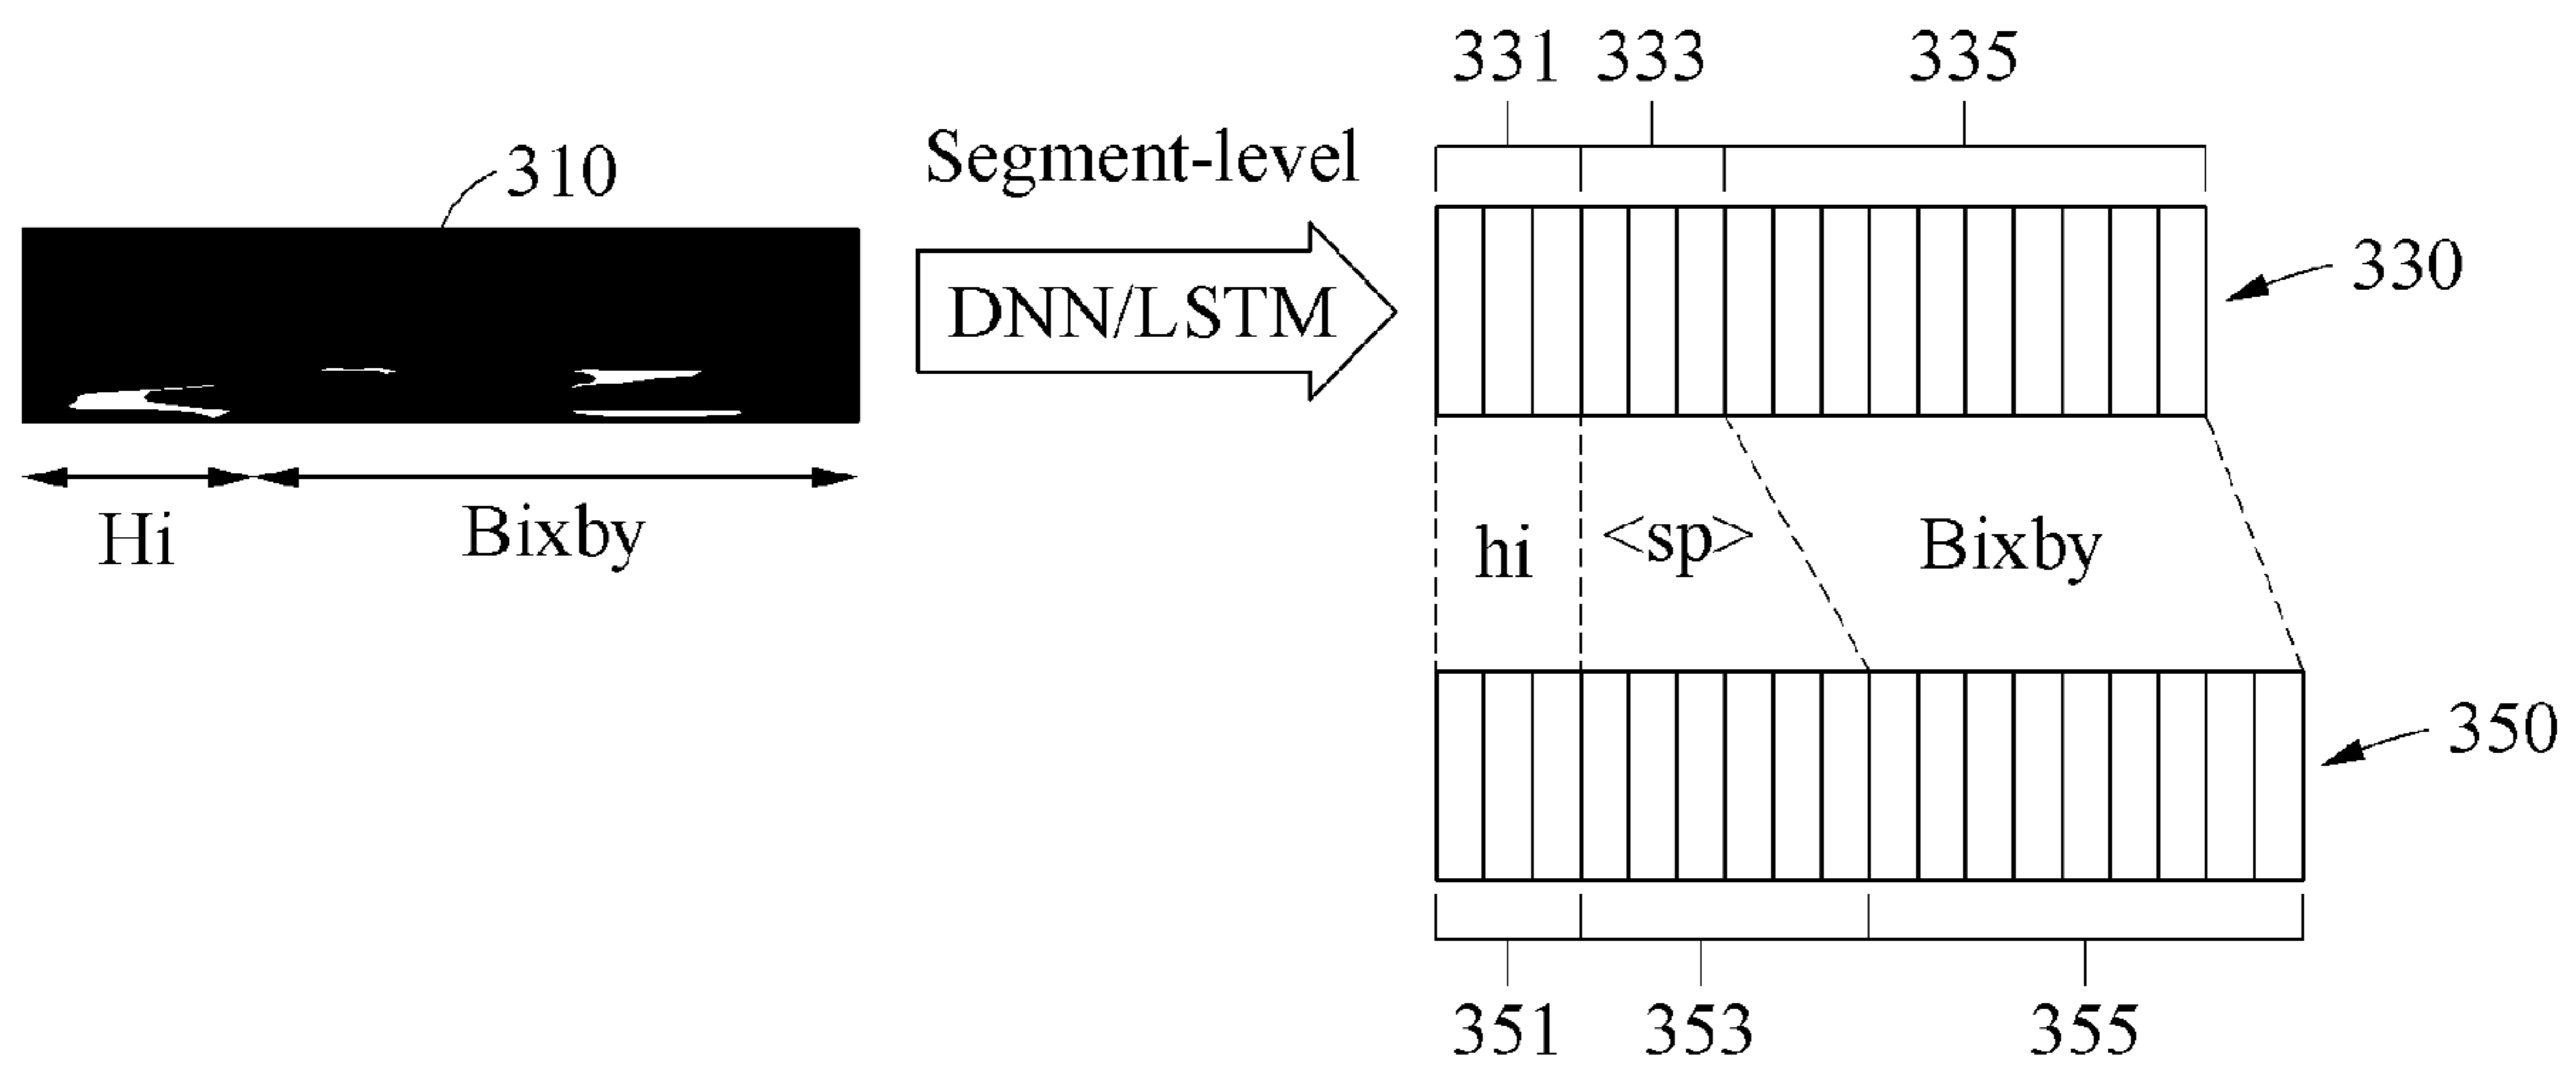 331 333 335
310
Segment-level
DNN/LSTM
330
Hi
Bixby
hi
<sp>
Bixby
350
351 353 355